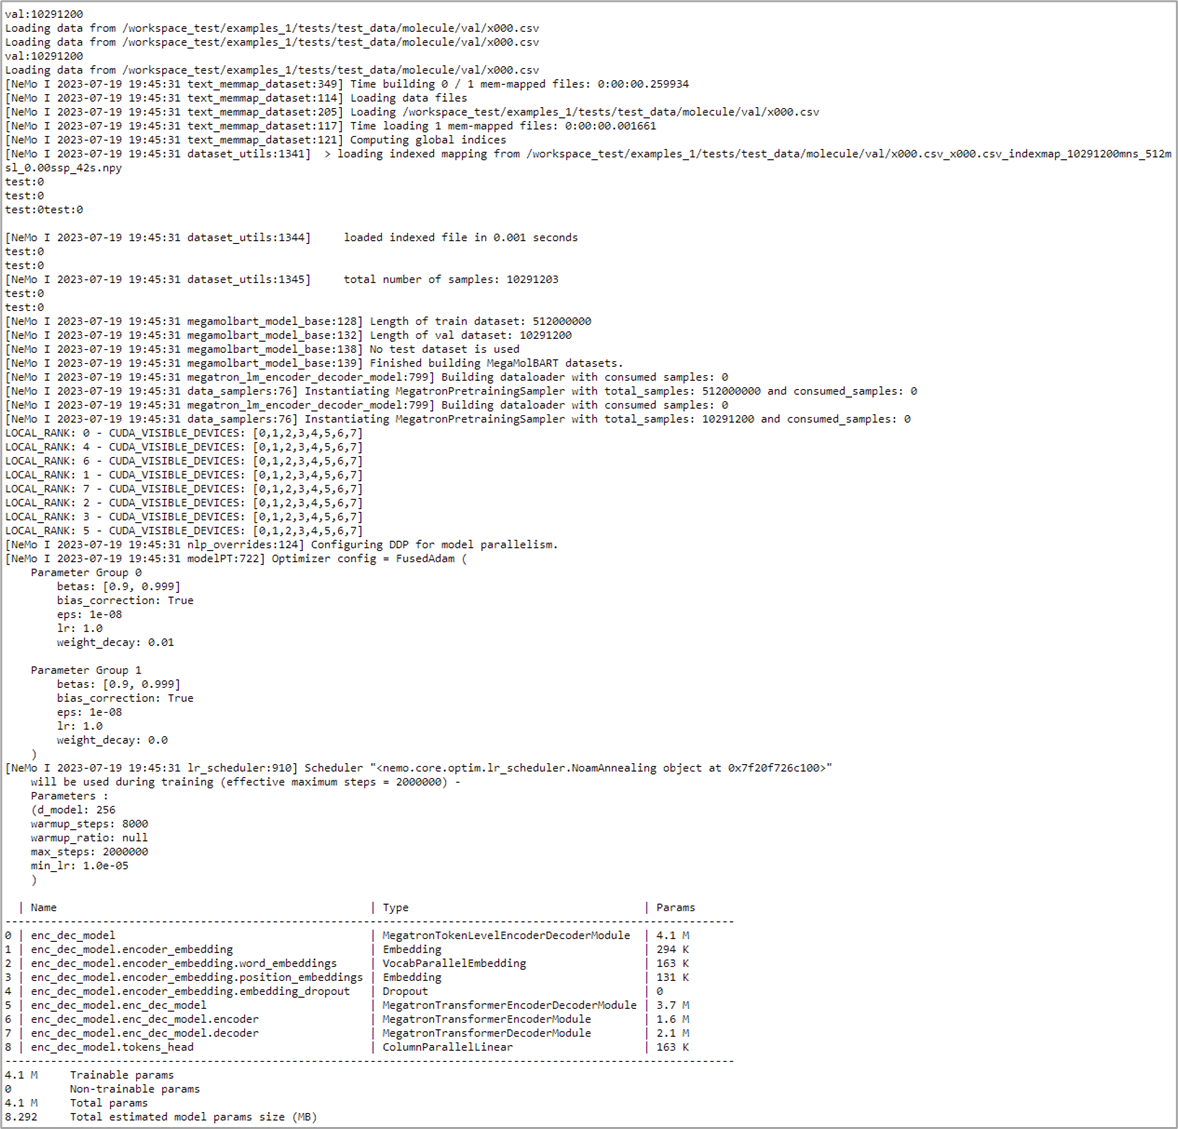 val:10291200
Loading data from /workspace_test/examples_1/tests/test_data/molecule/val/x000.csv
Loading data from /workspace_test/examples_1/tests/test_data/molecule/val/x000.csv
val:10291200
Loading data from /workspace_test/examples_1/tests/test_data/molecule/val/x000.csv
[NeMo I 2023-07-19 19:45:31 text_memmap_dataset:349] Time building 0 / 1 mem-mapped files: 0:00:00.259934
[NeMo I 2023-07-19 19:45:31 text_memmap_dataset:114] Loading data files
[NeMo I 2023-07-19 19:45:31 text_memmap_dataset:205] Loading /workspace_test/examples_1/tests/test_data/molecule/val/x000.csv
[NeMo I 2023-07-19 19:45:31 text_memmap_dataset:117] Time loading 1 mem-mapped files: 0:00:00.001661
[NeMo I 2023-07-19 19:45:31 text_memmap_dataset:121] Computing global indices
[NeMo I 2023-07-19 19:45:31 dataset_utils:1341]  > loading indexed mapping from /workspace_test/examples_1/tests/test_data/molecule/val/x000.csv_x000.csv_indexmap_10291200mns_512m
sl_0.00ssp_42s.npy
test:0
test:0
test:0test:0
[NeMo I 2023-07-19 19:45:31 dataset_utils:1344]     loaded indexed file in 0.001 seconds
test:0
test:0
[NeMo I 2023-07-19 19:45:31 dataset_utils:1345]     total number of samples: 10291203
test:0
test:0
[NeMo I 2023-07-19 19:45:31 megamolbart_model_base:128] Length of train dataset: 512000000
[NeMo I 2023-07-19 19:45:31 megamolbart_model_base:132] Length of val dataset: 10291200
[NeMo I 2023-07-19 19:45:31 megamolbart_model_base:138] No test dataset is used
[NeMo I 2023-07-19 19:45:31 megamolbart_model_base:139] Finished building MegaMolBART datasets.
[NeMo I 2023-07-19 19:45:31 megatron_lm_encoder_decoder_model:799] Building dataloader with consumed samples: 0
[NeMo I 2023-07-19 19:45:31 data_samplers:76] Instantiating MegatronPretrainingSampler with total_samples: 512000000 and consumed_samples: 0
[NeMo I 2023-07-19 19:45:31 megatron_lm_encoder_decoder_model:799] Building dataloader with consumed samples: 0
[NeMo I 2023-07-19 19:45:31 data_samplers:76] Instantiating MegatronPretrainingSampler with total_samples: 10291200 and consumed_samples: 0
LOCAL_RANK: 0 - CUDA_VISIBLE_DEVICES: [0,1,2,3,4,5,6,7]
LOCAL_RANK: 4 - CUDA_VISIBLE_DEVICES: [0,1,2,3,4,5,6,7]
LOCAL_RANK: 6 - CUDA_VISIBLE_DEVICES: [0,1,2,3,4,5,6,7]
LOCAL_RANK: 1 - CUDA_VISIBLE_DEVICES: [0,1,2,3,4,5,6,7]
LOCAL_RANK: 7 - CUDA_VISIBLE_DEVICES: [0,1,2,3,4,5,6,7]
LOCAL_RANK: 2 - CUDA_VISIBLE_DEVICES: [0,1,2,3,4,5,6,7]
LOCAL_RANK: 3 - CUDA_VISIBLE_DEVICES: [0,1,2,3,4,5,6,7]
LOCAL_RANK: 5 - CUDA_VISIBLE_DEVICES: [0,1,2,3,4,5,6,7]
[NeMo I 2023-07-19 19:45:31 nlp_overrides:124] Configuring DDP for model parallelism.
[NeMo I 2023-07-19 19:45:31 modelPT:722] Optimizer config = FusedAdam (
    Parameter Group 0
        betas: [0.9, 0.999]
        bias_correction: True
        eps: 1e-08
        lr: 1.0
        weight_decay: 0.01
    Parameter Group 1
        betas: [0.9, 0.999]
        bias_correction: True
        eps: 1e-08
        lr: 1.0
        weight_decay: 0.0
    )
[NeMo I 2023-07-19 19:45:31 lr_scheduler:910] Scheduler "<nemo.core.optim.lr_scheduler.NoamAnnealing object at 0x7f20f726c100>"
    will be used during training (effective maximum steps = 2000000) -
    Parameters :
    (d_model: 256
    warmup_steps: 8000
    warmup_ratio: null
    max_steps: 2000000
    min_lr: 1.0e-05
    )
  | Name | Type | Params
0 | enc_dec_model | MegatronTokenLevelEncoderDecoderModule | 4.1 M
1 | enc_dec_model.encoder_embedding | Embedding | 294 K
2 | enc_dec_model.encoder_embedding.word_embeddings | VocabParallelEmbedding | 163 K
3 | enc_dec_model.encoder_embedding.position_embeddings | Embedding | 131 K
4 | enc_dec_model.encoder_embedding.embedding_dropout | Dropout | 0
5 | enc_dec_model.enc_dec_model | MegatronTransformerEncoderDecoderModule | 3.7 M
6 | enc_dec_model.enc_dec_model.encoder | MegatronTransformerEncoderModule | 1.6 M
7 | enc_dec_model.enc_dec_model.decoder | MegatronTransformerDecoderModule | 2.1 M
8 | enc_dec_model.tokens_head | ColumnParallelLinear | 163 K
4.1 M     Trainable params
0         Non-trainable params
4.1 M     Total params
8.292     Total estimated model params size (MB)